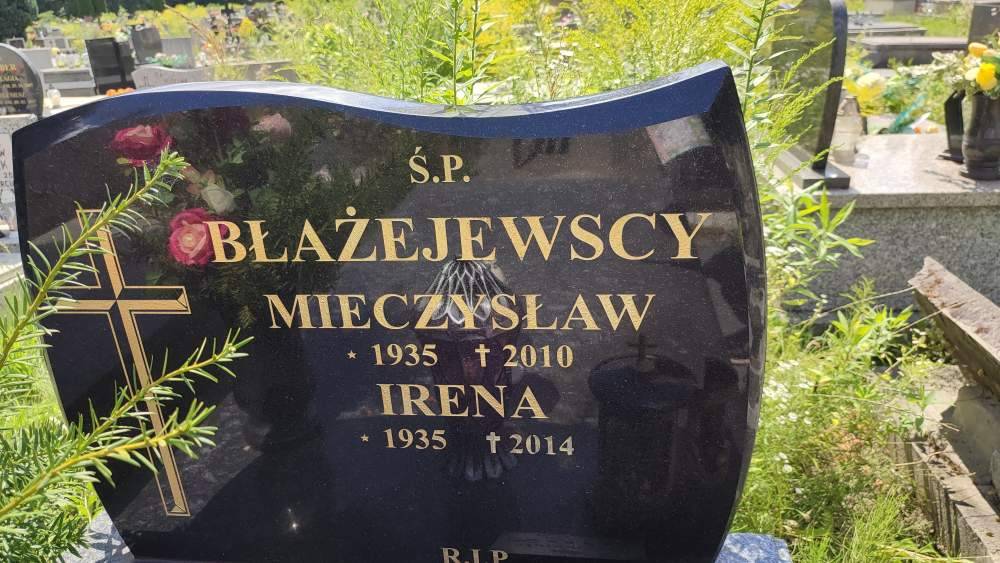 Ś.P.
BŁAŻEJEWSCY
MIECZYSŁAW
* 1935 † 2010
IRENA
* 1935 † 2014
R.I.P